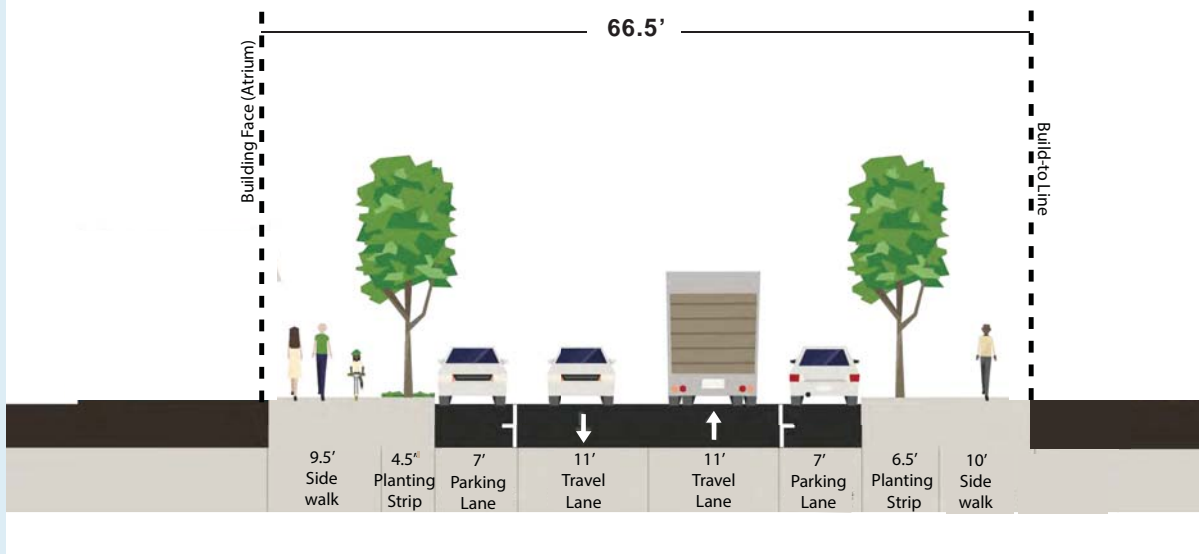 66.5’
Building Face (Atrium)
Build-to Line
9.5’
Side
walk
4.5’
Planting
Strip
7’
Parking
Lane
11’
Travel
Lane
11’
Travel
Lane
7’
Parking
Lane
6.5’
Planting
Strip
10’
Side
walk